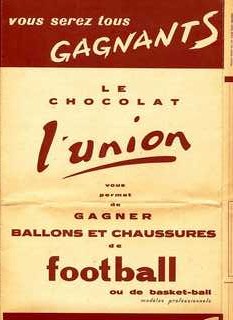 vous serez tous
GAGNANTS
LE
CHOCOLAT
l'union
vous
permet
de
GAGNER
BALLONS ET CHAUSSURES
de
football
ou de basket-ball
modèles professionnels